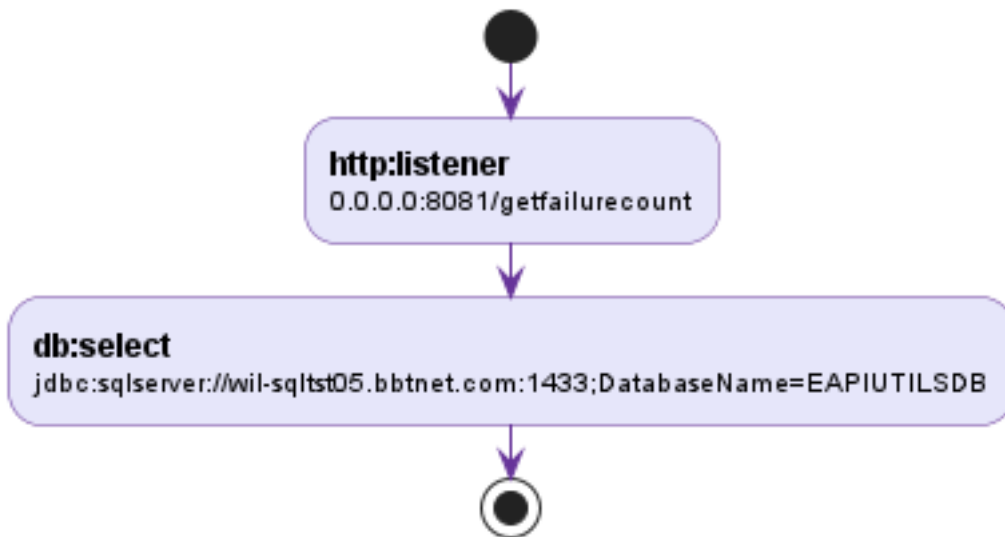 http:listener
0.0.0.0:8081/getfailurecount
db:select
jdbc:sqlserver://wil-sqltst05.bbtnet.com:1433;DatabaseName=EAPIUTILSDB